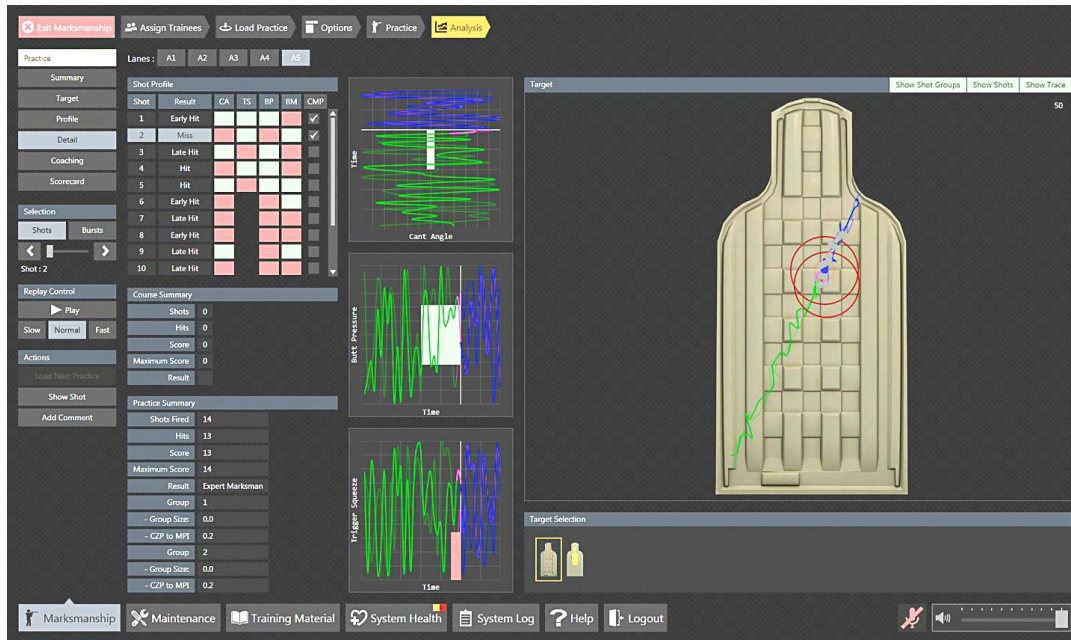 Exit Marksmanship
Assign Trainees
Load Practice
Options
Practice
Analysis
Practice
Summary
Target
Profile
Detail
Coaching
Scorecard
Selection
Shots Bursts
Shot : 2
Replay Control
Play
Slow Normal Fast
Actions
Load Next Practice
Show Shot
Add Comment
Lanes : A1 A2 A3 A4 A5
Shot Profile
Shot Result CA TS BP BM CMP
1 Early Hit
2 Miss
3 Late Hit
4 Hit
5 Hit
6 Early Hit
7 Late Hit
8 Early Hit
9 Late Hit
10 Late Hit
Course Summary
Shots 0
Hits 0
Score 0
Maximum Score 0
Result
Practice Summary
Shots Fired 14
Hits 13
Score 13
Maximum Score 14
Result Expert Marksman
Group 1
- Group Size: 0.0
- CZP to MPI 0.2
Group 2
- Group Size: 0.0
- CZP to MPI 0.2
Time
Cant Angle
Butt Pressure
Time
Trigger Squeeze
Time
Target
Show Shot Groups Show Shots Show Trace
50
Target Selection
Marksmanship
Maintenance
Training Material
System Health
System Log
Help
Logout